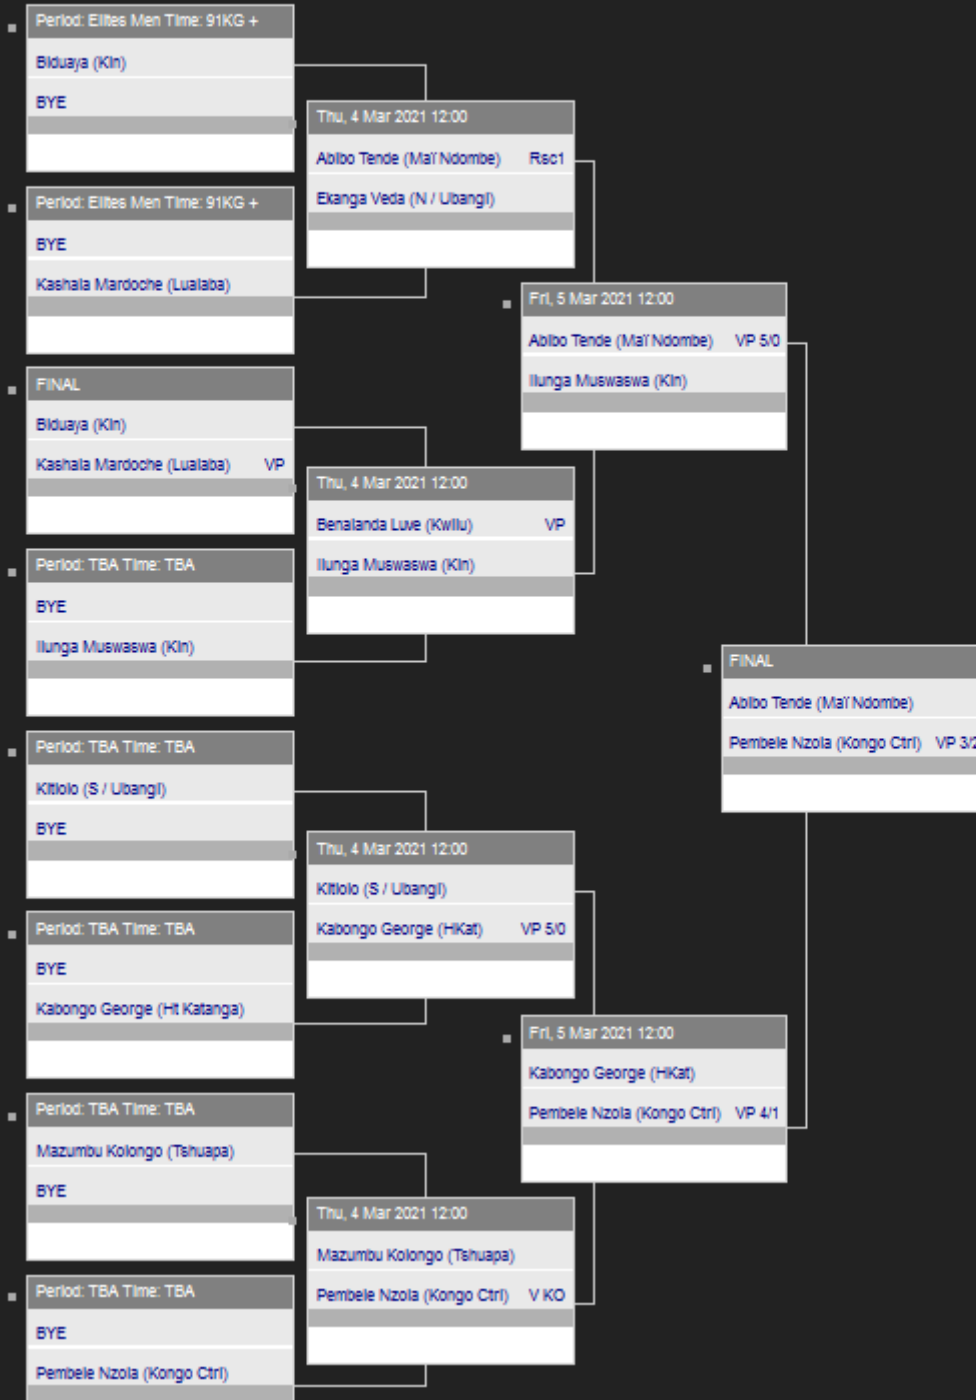 Period: Elites Men Time: 91KG +
Biduaya (Kin)
BYE
Period: Elites Men Time: 91KG +
BYE
Kashala Mardoche (Lualaba)
FINAL
Biduaya (Kin)
Kashala Mardoche (Lualaba) VP
Period: TBA Time: TBA
BYE
Ilunga Muswaswa (Kin)
Period: TBA Time: TBA
Kitiolo (S / Ubangi)
BYE
Period: TBA Time: TBA
BYE
Kabongo George (Ht Katanga)
Period: TBA Time: TBA
Mazumbu Kolongo (Tshuapa)
BYE
Period: TBA Time: TBA
BYE
Pembele Nzola (Kongo Ctrl)
Thu, 4 Mar 2021 12:00
Abibo Tende (Maï Ndombe) Rsc1
Ekanga Veda (N / Ubangi)
Thu, 4 Mar 2021 12:00
Benalanda Luve (Kwilu) VP
Ilunga Muswaswa (Kin)
Thu, 4 Mar 2021 12:00
Kitiolo (S / Ubangi)
Kabongo George (HKat) VP 5/0
Thu, 4 Mar 2021 12:00
Mazumbu Kolongo (Tshuapa)
Pembele Nzola (Kongo Ctrl) V KO
Fri, 5 Mar 2021 12:00
Abibo Tende (Maï Ndombe) VP 5/0
Ilunga Muswaswa (Kin)
Fri, 5 Mar 2021 12:00
Kabongo George (HKat)
Pembele Nzola (Kongo Ctrl) VP 4/1
FINAL
Abibo Tende (Maï Ndombe)
Pembele Nzola (Kongo Ctrl) VP 3/2